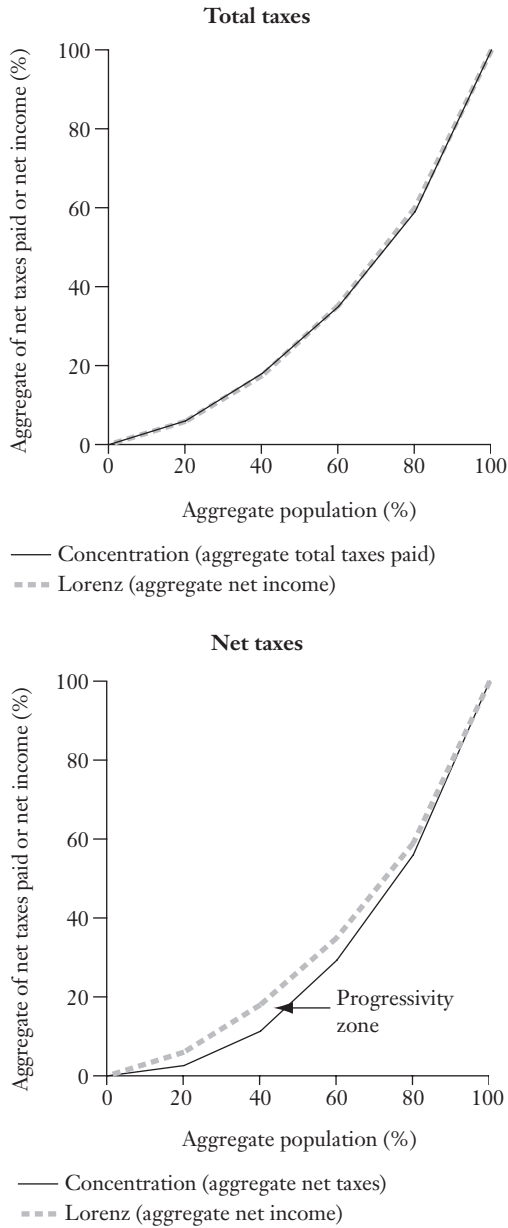 Total taxes
Aggregate of net taxes paid or net income (%)
100
80
60
40
20
0
0 20 40 60 80 100
Aggregate population (%)
Concentration (aggregate total taxes paid)
Lorenz (aggregate net income)
Net taxes
Aggregate of net taxes paid or net income (%)
100
80
60
40
20
0
Progressivity
zone
0 20 40 60 80 100
Aggregate population (%)
Concentration (aggregate net taxes)
Lorenz (aggregate net income)